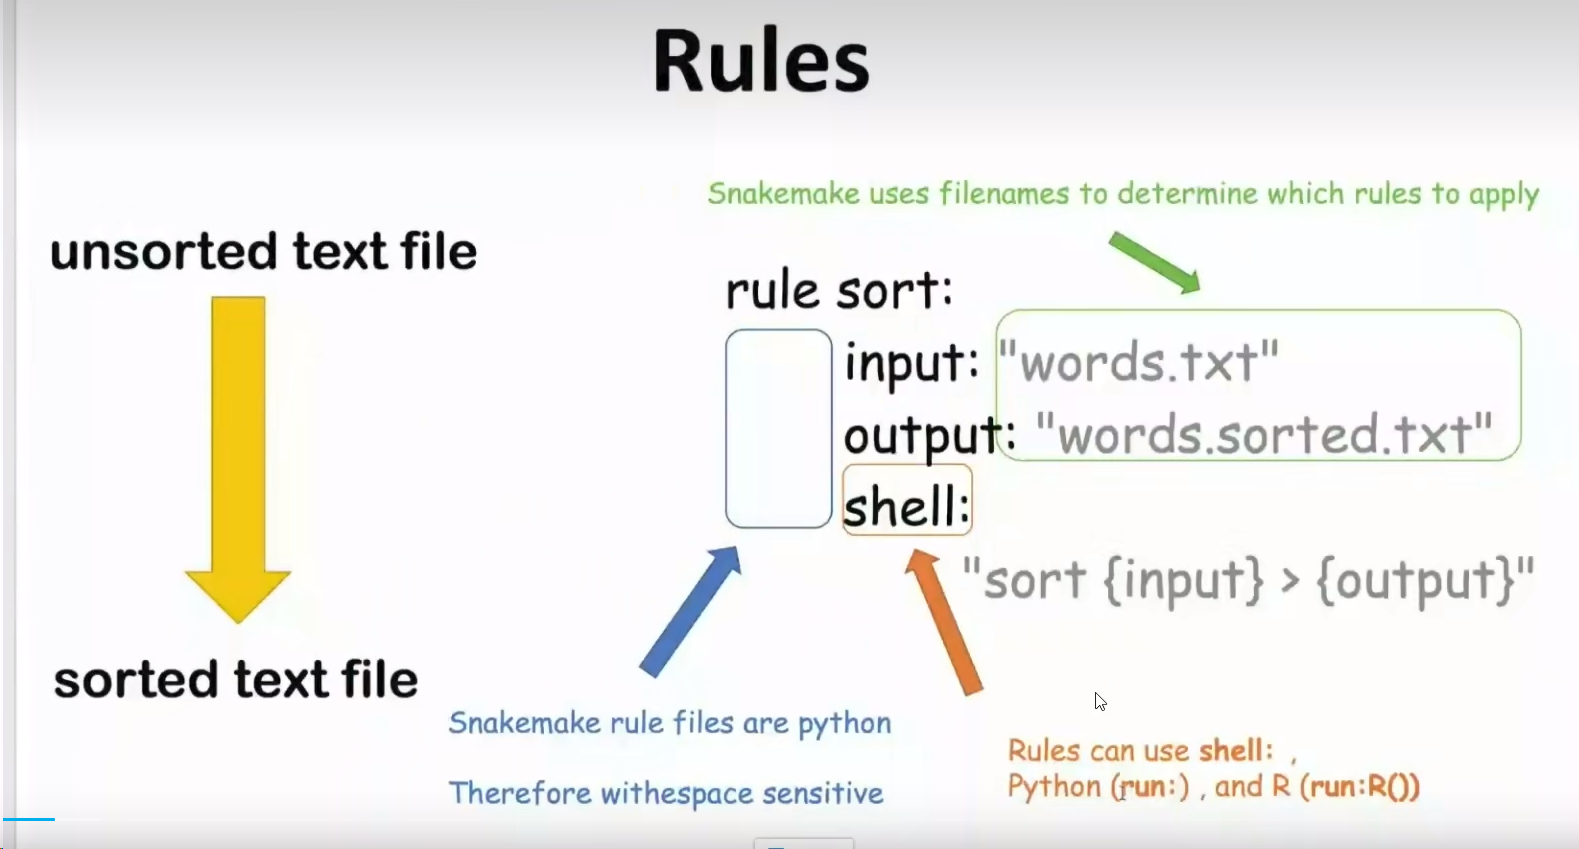 Rules
Snakemake uses filenames to determine which rules to apply
unsorted text file
rule sort:
input: "words.txt"
output: "words.sorted.txt"
shell:
"sort {input} > {output}"
sorted text file
Snakemake rule files are python
Therefore withespace sensitive
Rules can use shell: ,
Python (run:) , and R (run:R())